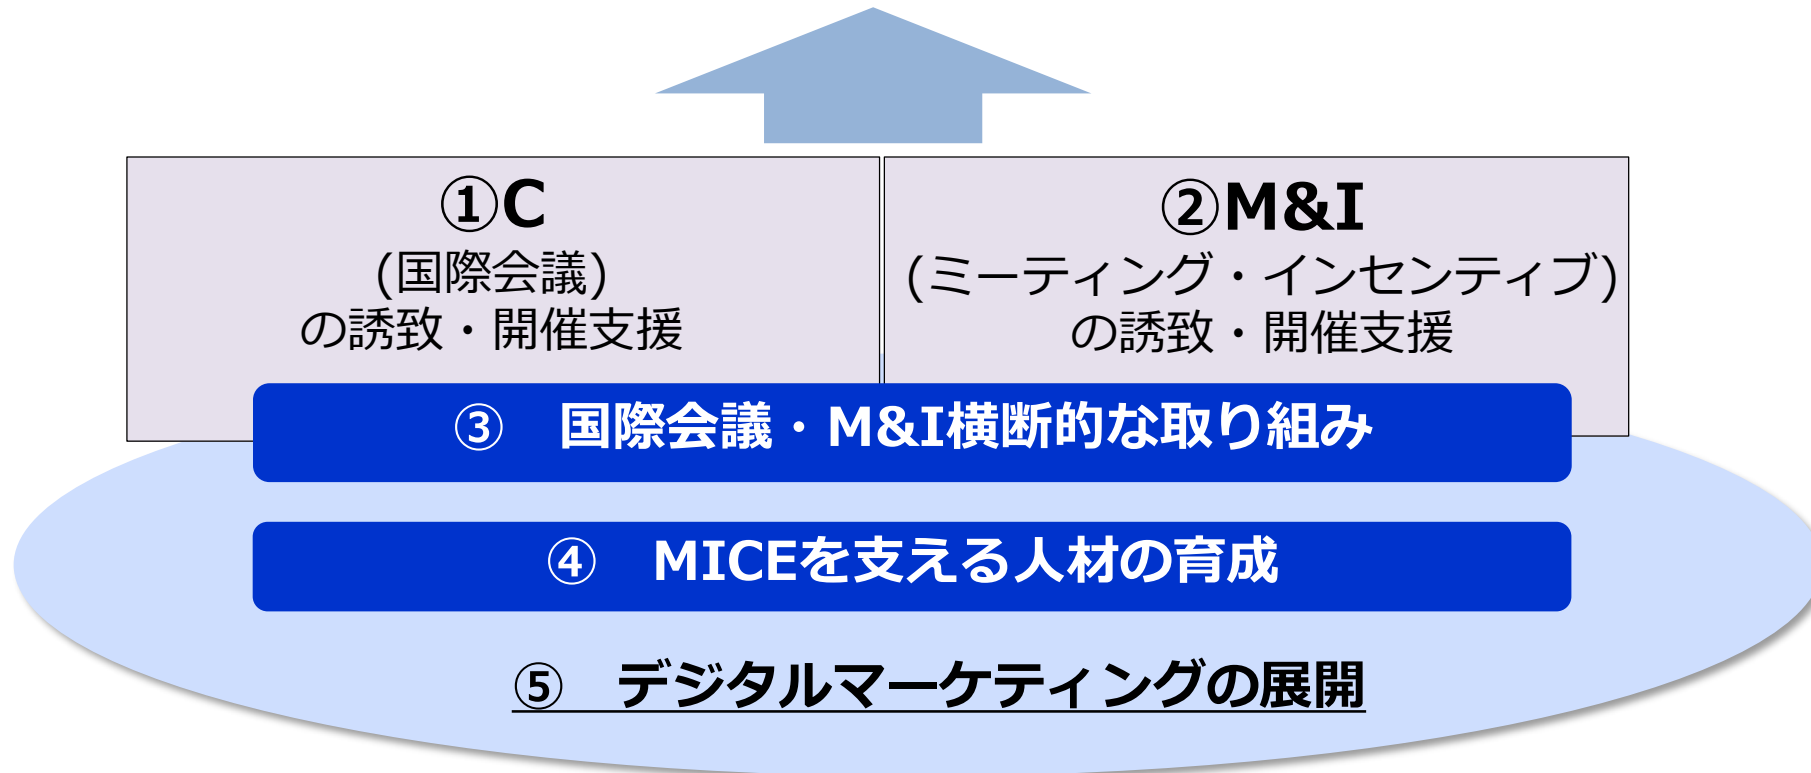 ①C
(国際会議)
の誘致・開催支援
②M&I
(ミーティング・インセンティブ)
の誘致・開催支援
③　国際会議・M&I横断的な取り組み
④　MICEを支える人材の育成
⑤　デジタルマーケティングの展開